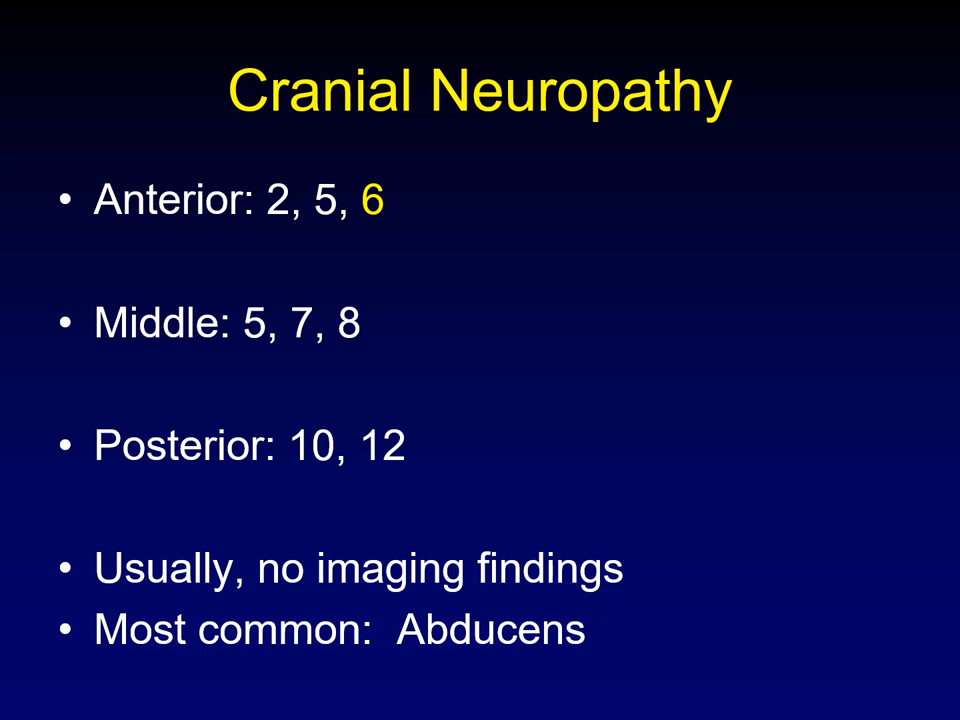 Cranial Neuropathy
• Anterior: 2, 5, 6
• Middle: 5, 7, 8
• Posterior: 10, 12
• Usually, no imaging findings
• Most common: Abducens